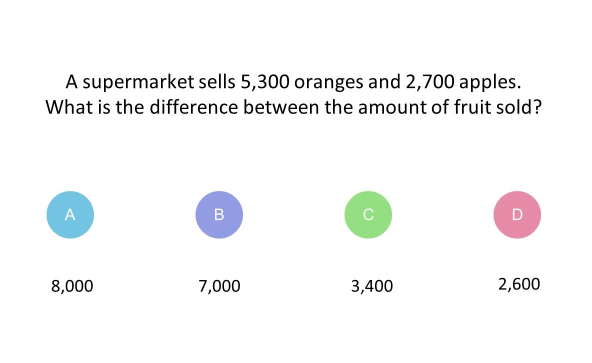 A supermarket sells 5,300 oranges and 2,700 apples.
What is the difference between the amount of fruit sold?
A
B
C
D
8,000
7,000
3,400
2,600